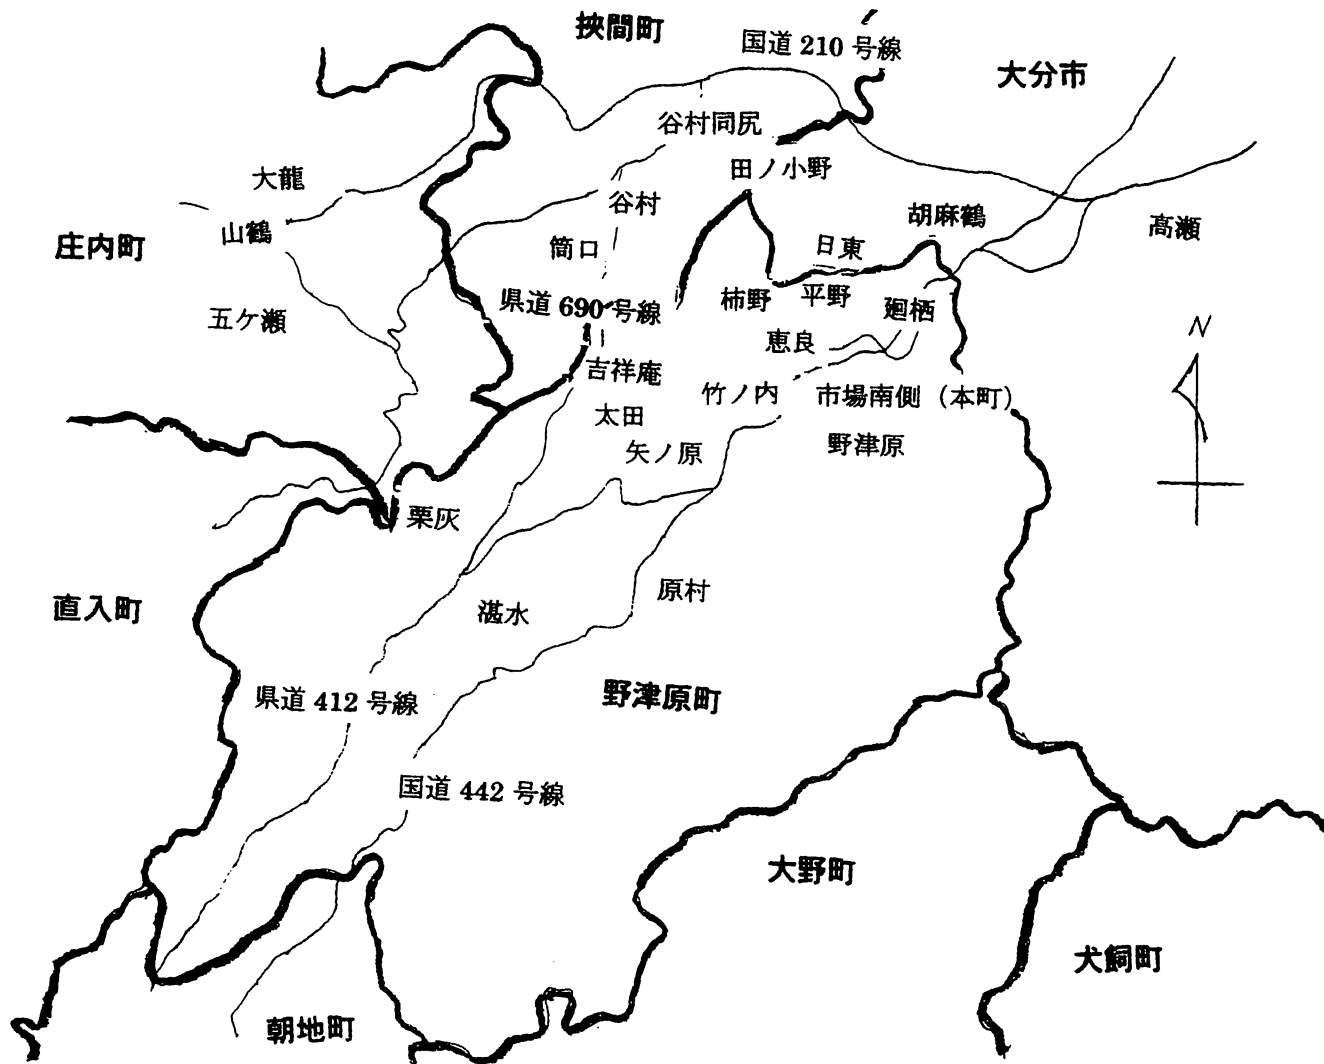 挾間町
国道 210 号線
大分市
谷村同尻
田ノ小野
大龍
谷村
胡麻鶴
高瀬
山鶴
庄内町
筒口
日東
県道 690 号線
柿野
平野
廻栖
五ケ瀬
恵良
吉祥庵
竹ノ内
市場南側（本町）
太田
野津原
矢ノ原
N
栗灰
原村
直入町
湛水
県道 412 号線
野津原町
国道 442 号線
大野町
犬飼町
朝地町